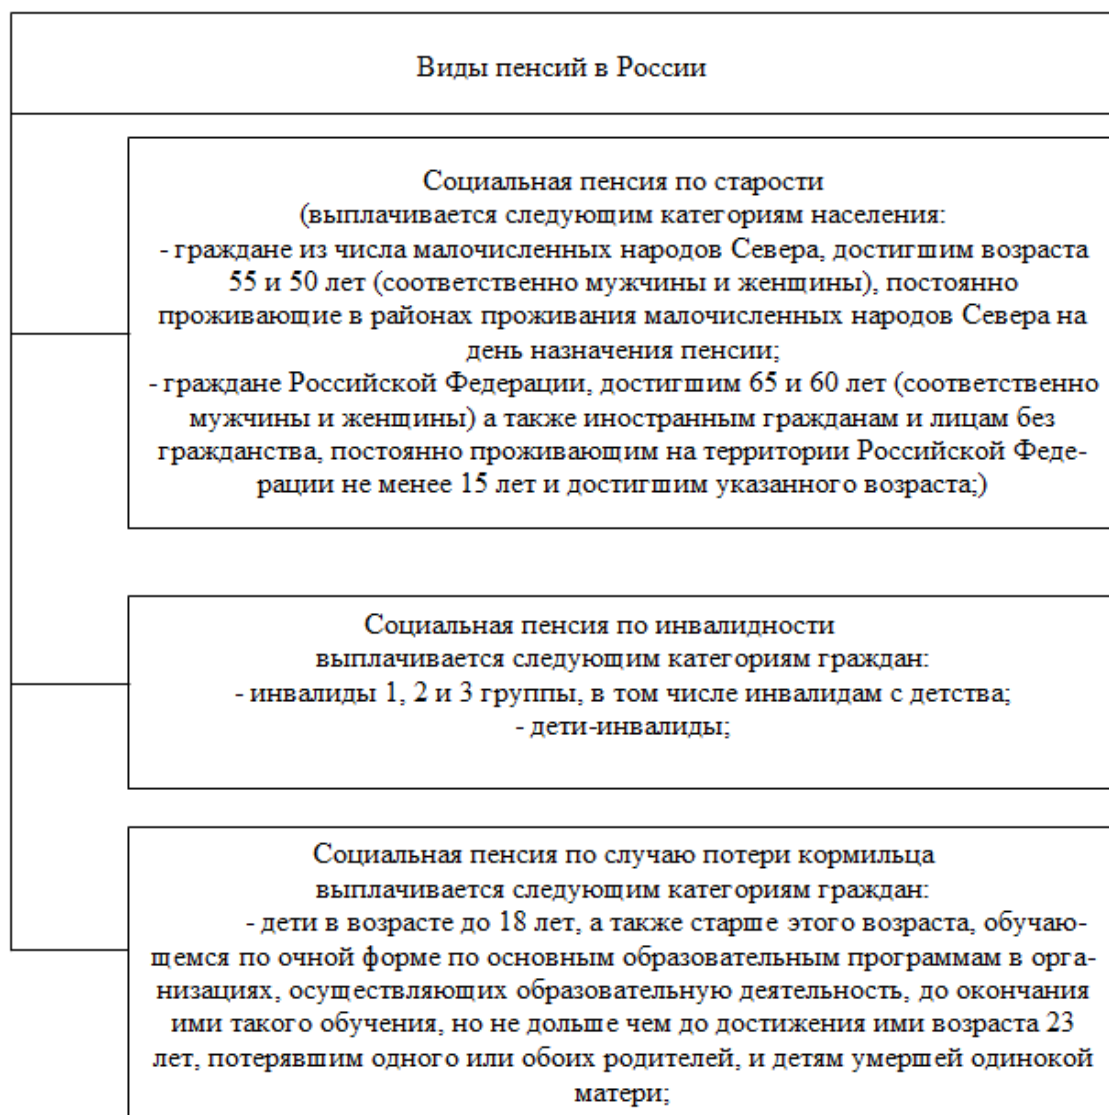 Виды пенсий в России
Социальная пенсия по старости
(выплачивается следующим категориям населения:
- граждане из числа малочисленных народов Севера, достигшим возраста
55 и 50 лет (соответственно мужчины и женщины), постоянно
проживающие в районах проживания малочисленных народов Севера на
день назначения пенсии;
- граждане Российской Федерации, достигшим 65 и 60 лет (соответственно
мужчины и женщины) а также иностранным гражданам и лицам без
гражданства, постоянно проживающим на территории Российской Феде-
рации не менее 15 лет и достигшим указанного возраста;)
Социальная пенсия по инвалидности
выплачивается следующим категориям граждан:
- инвалиды 1, 2 и 3 группы, в том числе инвалидам с детства;
- дети-инвалиды;
Социальная пенсия по случаю потери кормильца
выплачивается следующим категориям граждан:
- дети в возрасте до 18 лет, а также старше этого возраста, обучаю-
щемся по очной форме по основным образовательным программам в орга-
низациях, осуществляющих образовательную деятельность, до окончания
ими такого обучения, но не дольше чем до достижения ими возраста 23
лет, потерявшим одного или обоих родителей, и детям умершей одинокой
матери;